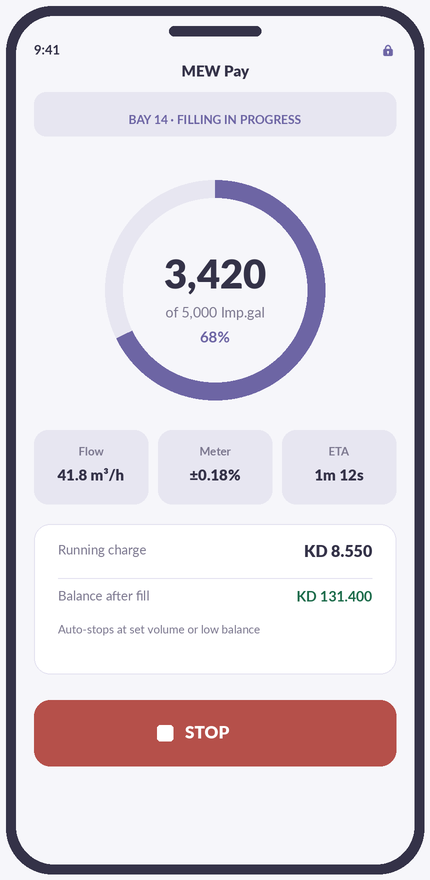 9:41
MEW Pay
BAY 14 · FILLING IN PROGRESS
3,420
of 5,000 Imp.gal
68%
Flow
41.8 m³/h
Meter
±0.18%
ETA
1m 12s
Running charge
KD 8.550
Balance after fill
KD 131.400
Auto-stops at set volume or low balance
STOP